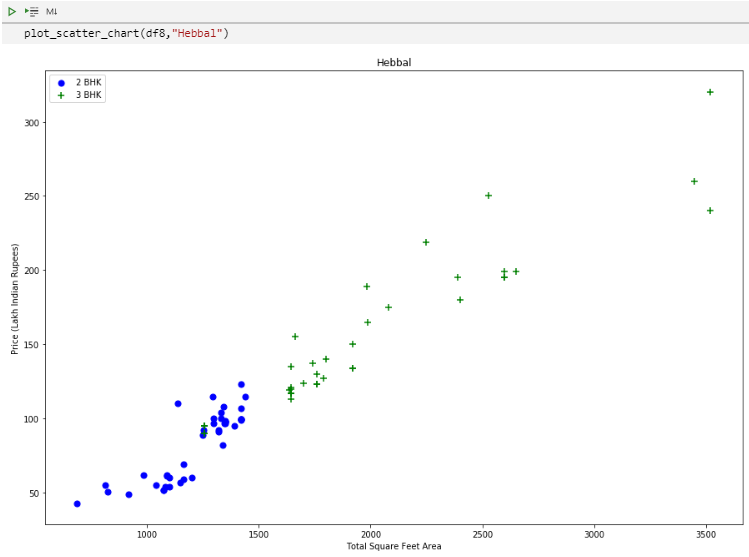 M↓
plot_scatter_chart(df8,"Hebbal")
Hebbal
2 BHK
3 BHK
300
250
200
150
100
50
Price (Lakh Indian Rupees)
1000
1500
2000
2500
3000
3500
Total Square Feet Area